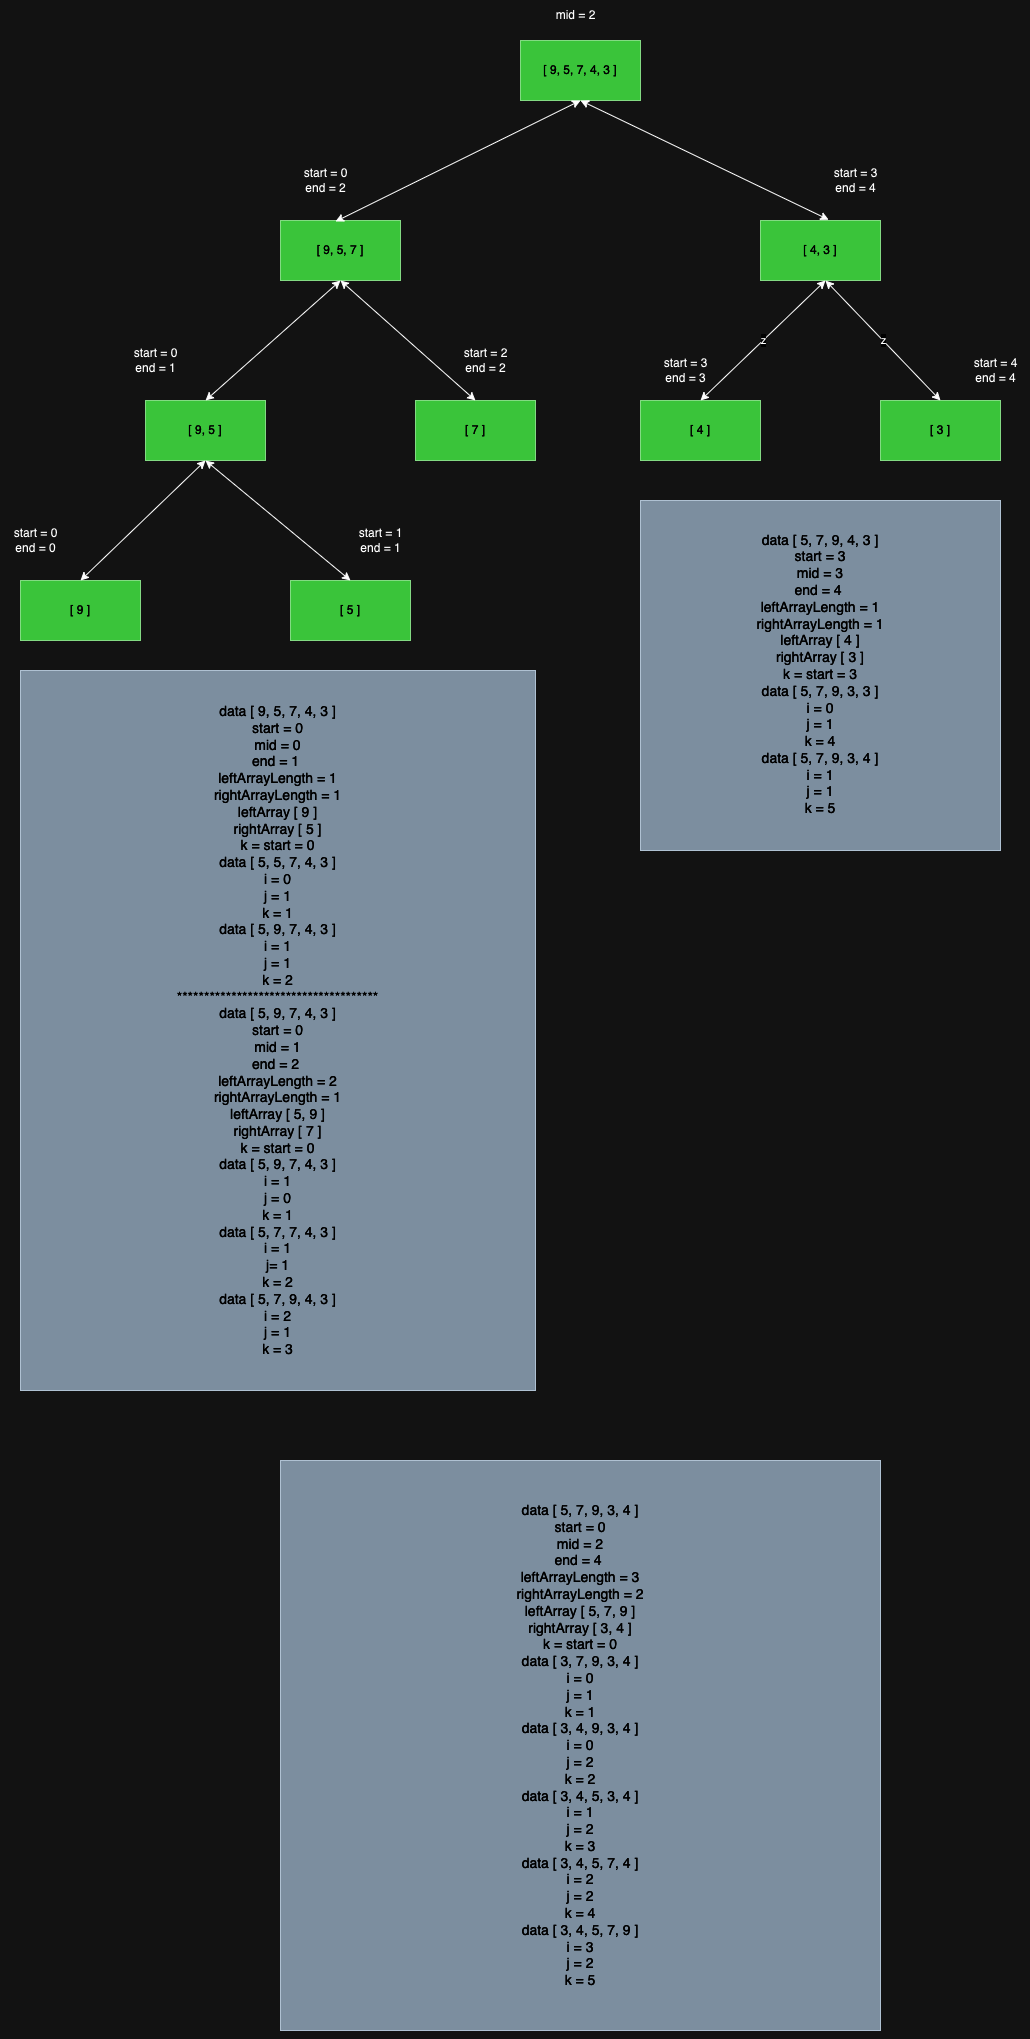 mid = 2
[ 9, 5, 7, 4, 3 ]
start = 0
end = 2
start = 3
end = 4
[ 9, 5, 7 ]
[ 4, 3 ]
z
z
start = 0
end = 1
start = 2
end = 2
start = 3
end = 3
start = 4
end = 4
[ 9, 5 ]
[ 7 ]
[ 4 ]
[ 3 ]
start = 0
end = 0
start = 1
end = 1
[ 9 ]
[ 5 ]
data [ 5, 7, 9, 4, 3 ]
start = 3
mid = 3
end = 4
leftArrayLength = 1
rightArrayLength = 1
leftArray [ 4 ]
rightArray [ 3 ]
k = start = 3
data [ 5, 7, 9, 3, 3 ]
i = 0
j = 1
k = 4
data [ 5, 7, 9, 3, 4 ]
i = 1
j = 1
k = 5
data [ 9, 5, 7, 4, 3 ]
start = 0
mid = 0
end = 1
leftArrayLength = 1
rightArrayLength = 1
leftArray [ 9 ]
rightArray [ 5 ]
k = start = 0
data [ 5, 5, 7, 4, 3 ]
i = 0
j = 1
k = 1
data [ 5, 9, 7, 4, 3 ]
i = 1
j = 1
k = 2
*************************************
data [ 5, 9, 7, 4, 3 ]
start = 0
mid = 1
end = 2
leftArrayLength = 2
rightArrayLength = 1
leftArray [ 5, 9 ]
rightArray [ 7 ]
k = start = 0
data [ 5, 9, 7, 4, 3 ]
i = 1
j = 0
k = 1
data [ 5, 7, 7, 4, 3 ]
i = 1
j= 1
k = 2
data [ 5, 7, 9, 4, 3 ]
i = 2
j = 1
k = 3
data [ 5, 7, 9, 3, 4 ]
start = 0
mid = 2
end = 4
leftArrayLength = 3
rightArrayLength = 2
leftArray [ 5, 7, 9 ]
rightArray [ 3, 4 ]
k = start = 0
data [ 3, 7, 9, 3, 4 ]
i = 0
j = 1
k = 1
data [ 3, 4, 9, 3, 4 ]
i = 0
j = 2
k = 2
data [ 3, 4, 5, 3, 4 ]
i = 1
j = 2
k = 3
data [ 3, 4, 5, 7, 4 ]
i = 2
j = 2
k = 4
data [ 3, 4, 5, 7, 9 ]
i = 3
j = 2
k = 5